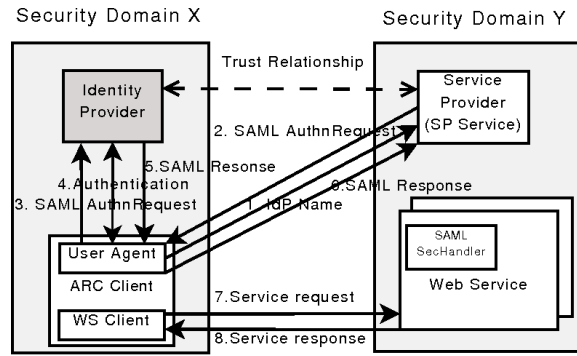 Security Domain X
Security Domain Y
Identity
Provider
Trust Relationship
Service
Provider
(SP Service)
2. SAML AuthnRequest
5.SAML Resonse
4.Authentication
6.SAML Response
3. SAML AuthnRequest
1. IdP Name
User Agent
ARC Client
WS Client
SAML
SecHandler
Web Service
7.Service request
8.Service response